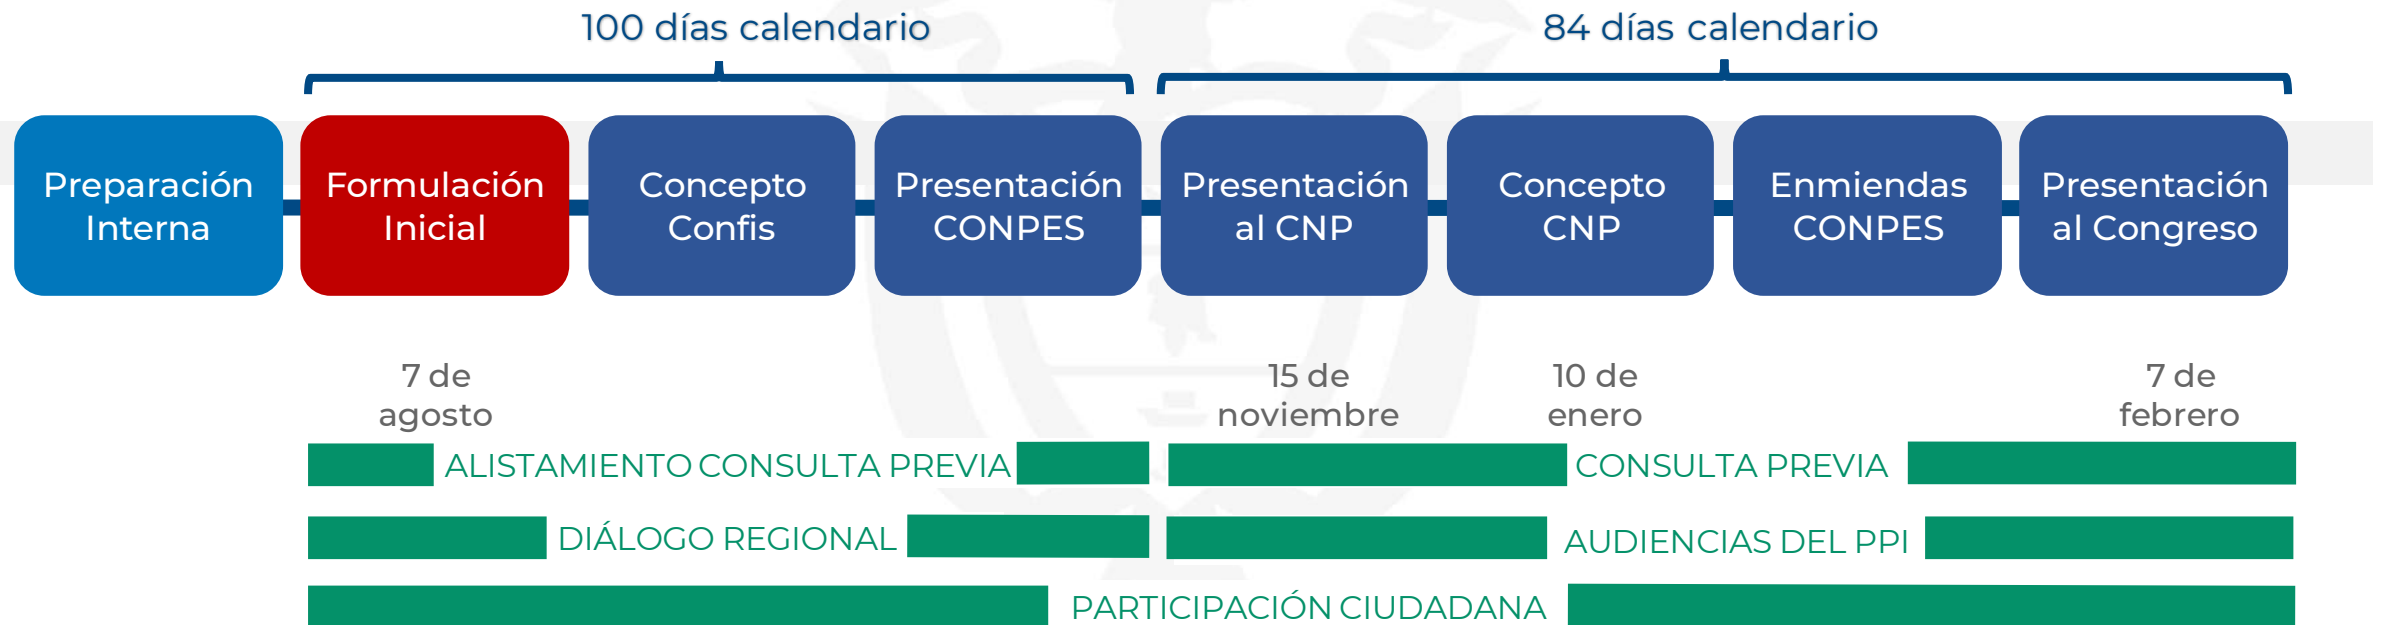 100 días calendario
84 días calendario
Preparación
Interna
Formulación
Inicial
Concepto
Confis
Presentación
CONPES
Presentación
al CNP
Concepto
CNP
Enmiendas
CONPES
Presentación
al Congreso
7 de
agosto
15 de
noviembre
10 de
enero
7 de
febrero
ALISTAMIENTO CONSULTA PREVIA
CONSULTA PREVIA
DIÁLOGO REGIONAL
AUDIENCIAS DEL PPI
PARTICIPACIÓN CIUDADANA